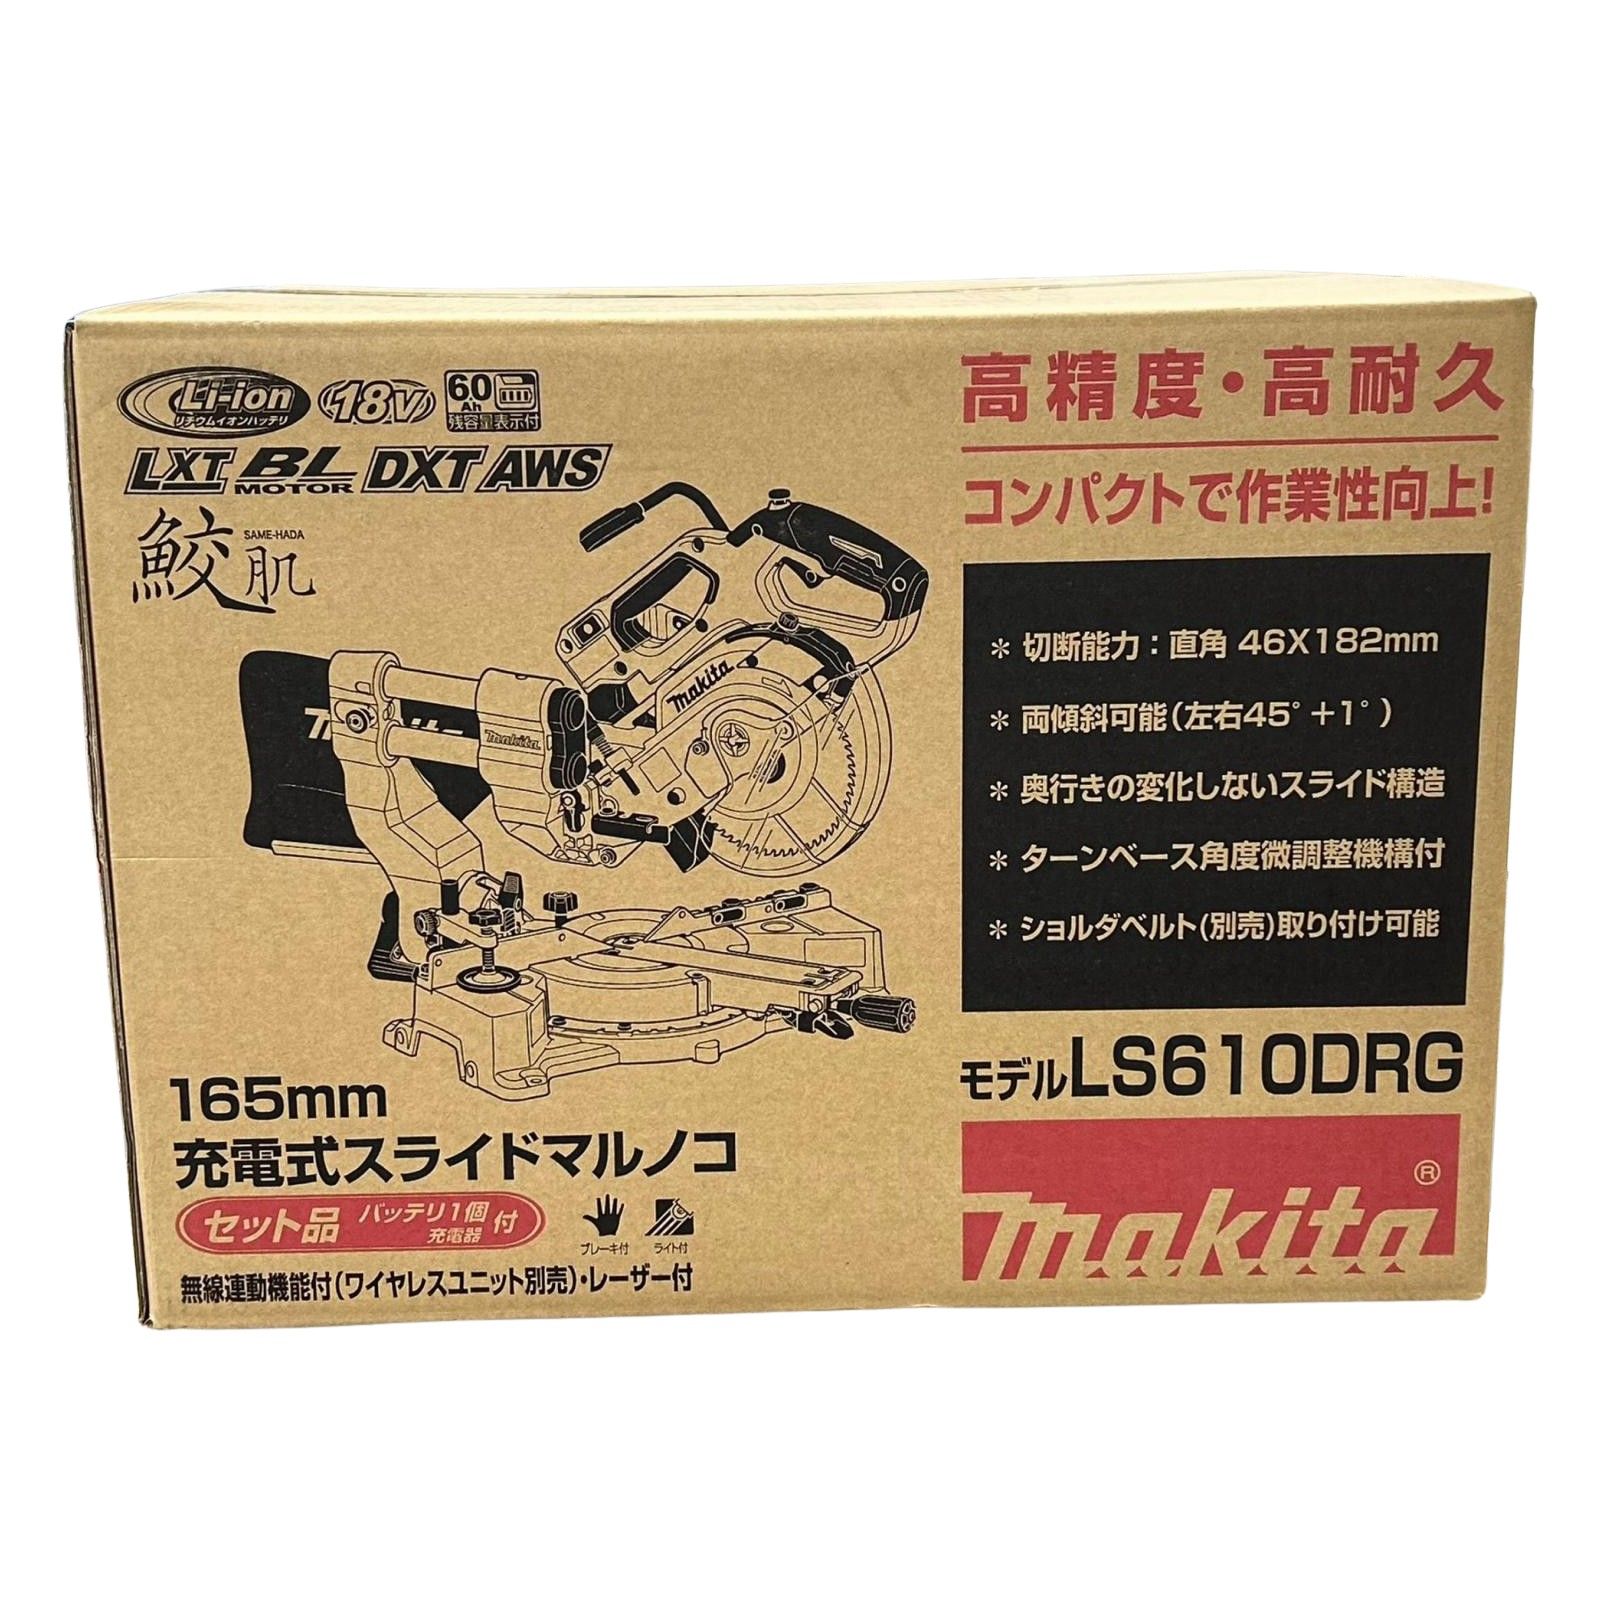 Li-ion
リチウムイオンバッテリ
18V
6.0
Ah
残容量表示付
LXT BL MOTOR DXT AWS
鮫肌
SAME-HADA
makita
makita
165mm
充電式スライドマルノコ
セット品 バッテリ1個 充電器 付
ブレーキ付
ライト付
無線連動機能付(ワイヤレスユニット別売)・レーザー付
高精度・高耐久
コンパクトで作業性向上!
* 切断能力:直角 46X182mm
* 両傾斜可能(左右45°+1°)
* 奥行きの変化しないスライド構造
* ターンベース角度微調整機構付
* ショルダベルト(別売)取り付け可能
モデルLS610DRG
makita®